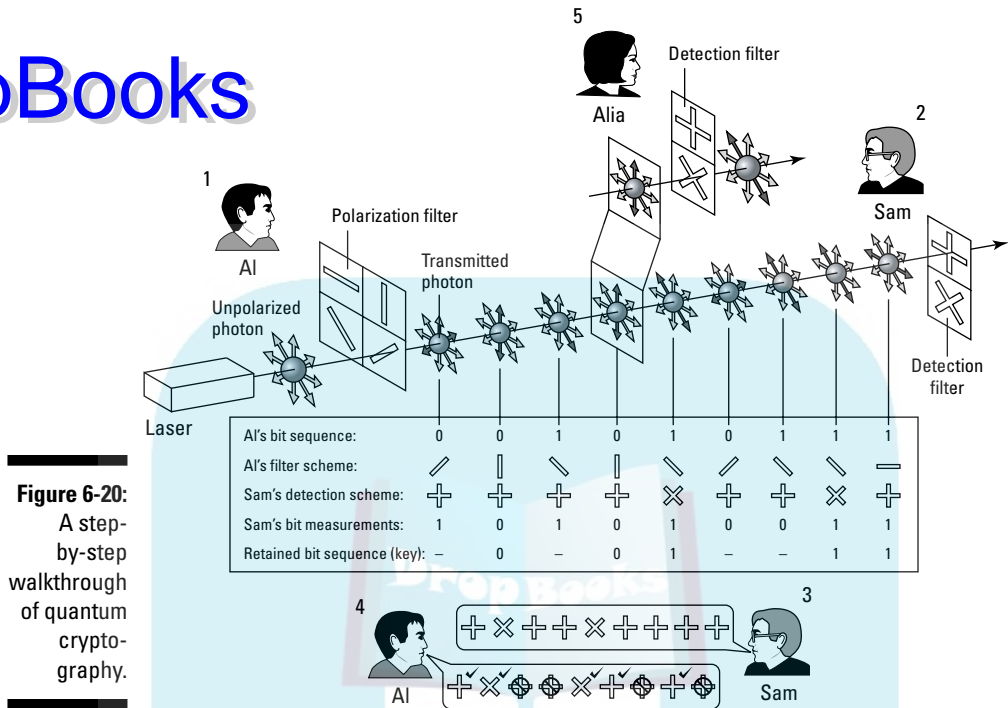 5
Detection filter
oBooks
Alia
2
1
Sam
Polarization filter
Al
Transmitted
photon
Unpolarized
photon
Detection
filter
Laser
Al's bit sequence: 0 0 1 0 1 0 1 1 1
Al's filter scheme:
Sam's detection scheme:
Sam's bit measurements: 1 0 1 0 1 0 0 1 1
Retained bit sequence (key): – 0 – 0 1 – – 1 1
Figure 6-20:
A step-
by-step
walkthrough
of quantum
crypto-
graphy.
DropBooks
4
3
Al
Sam